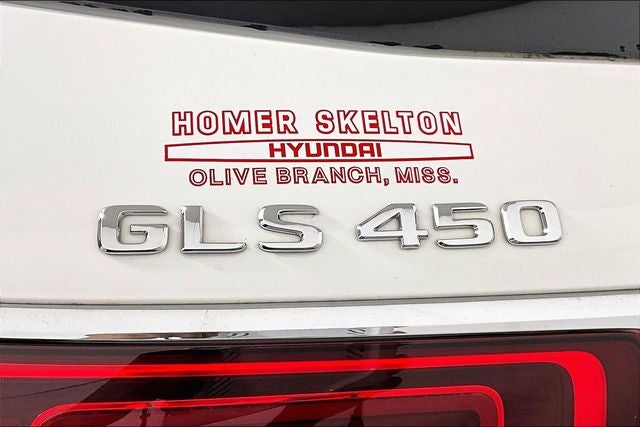 HOMER SKELTON
HYUNDAI
OLIVE BRANCH, MISS.
GLS 450